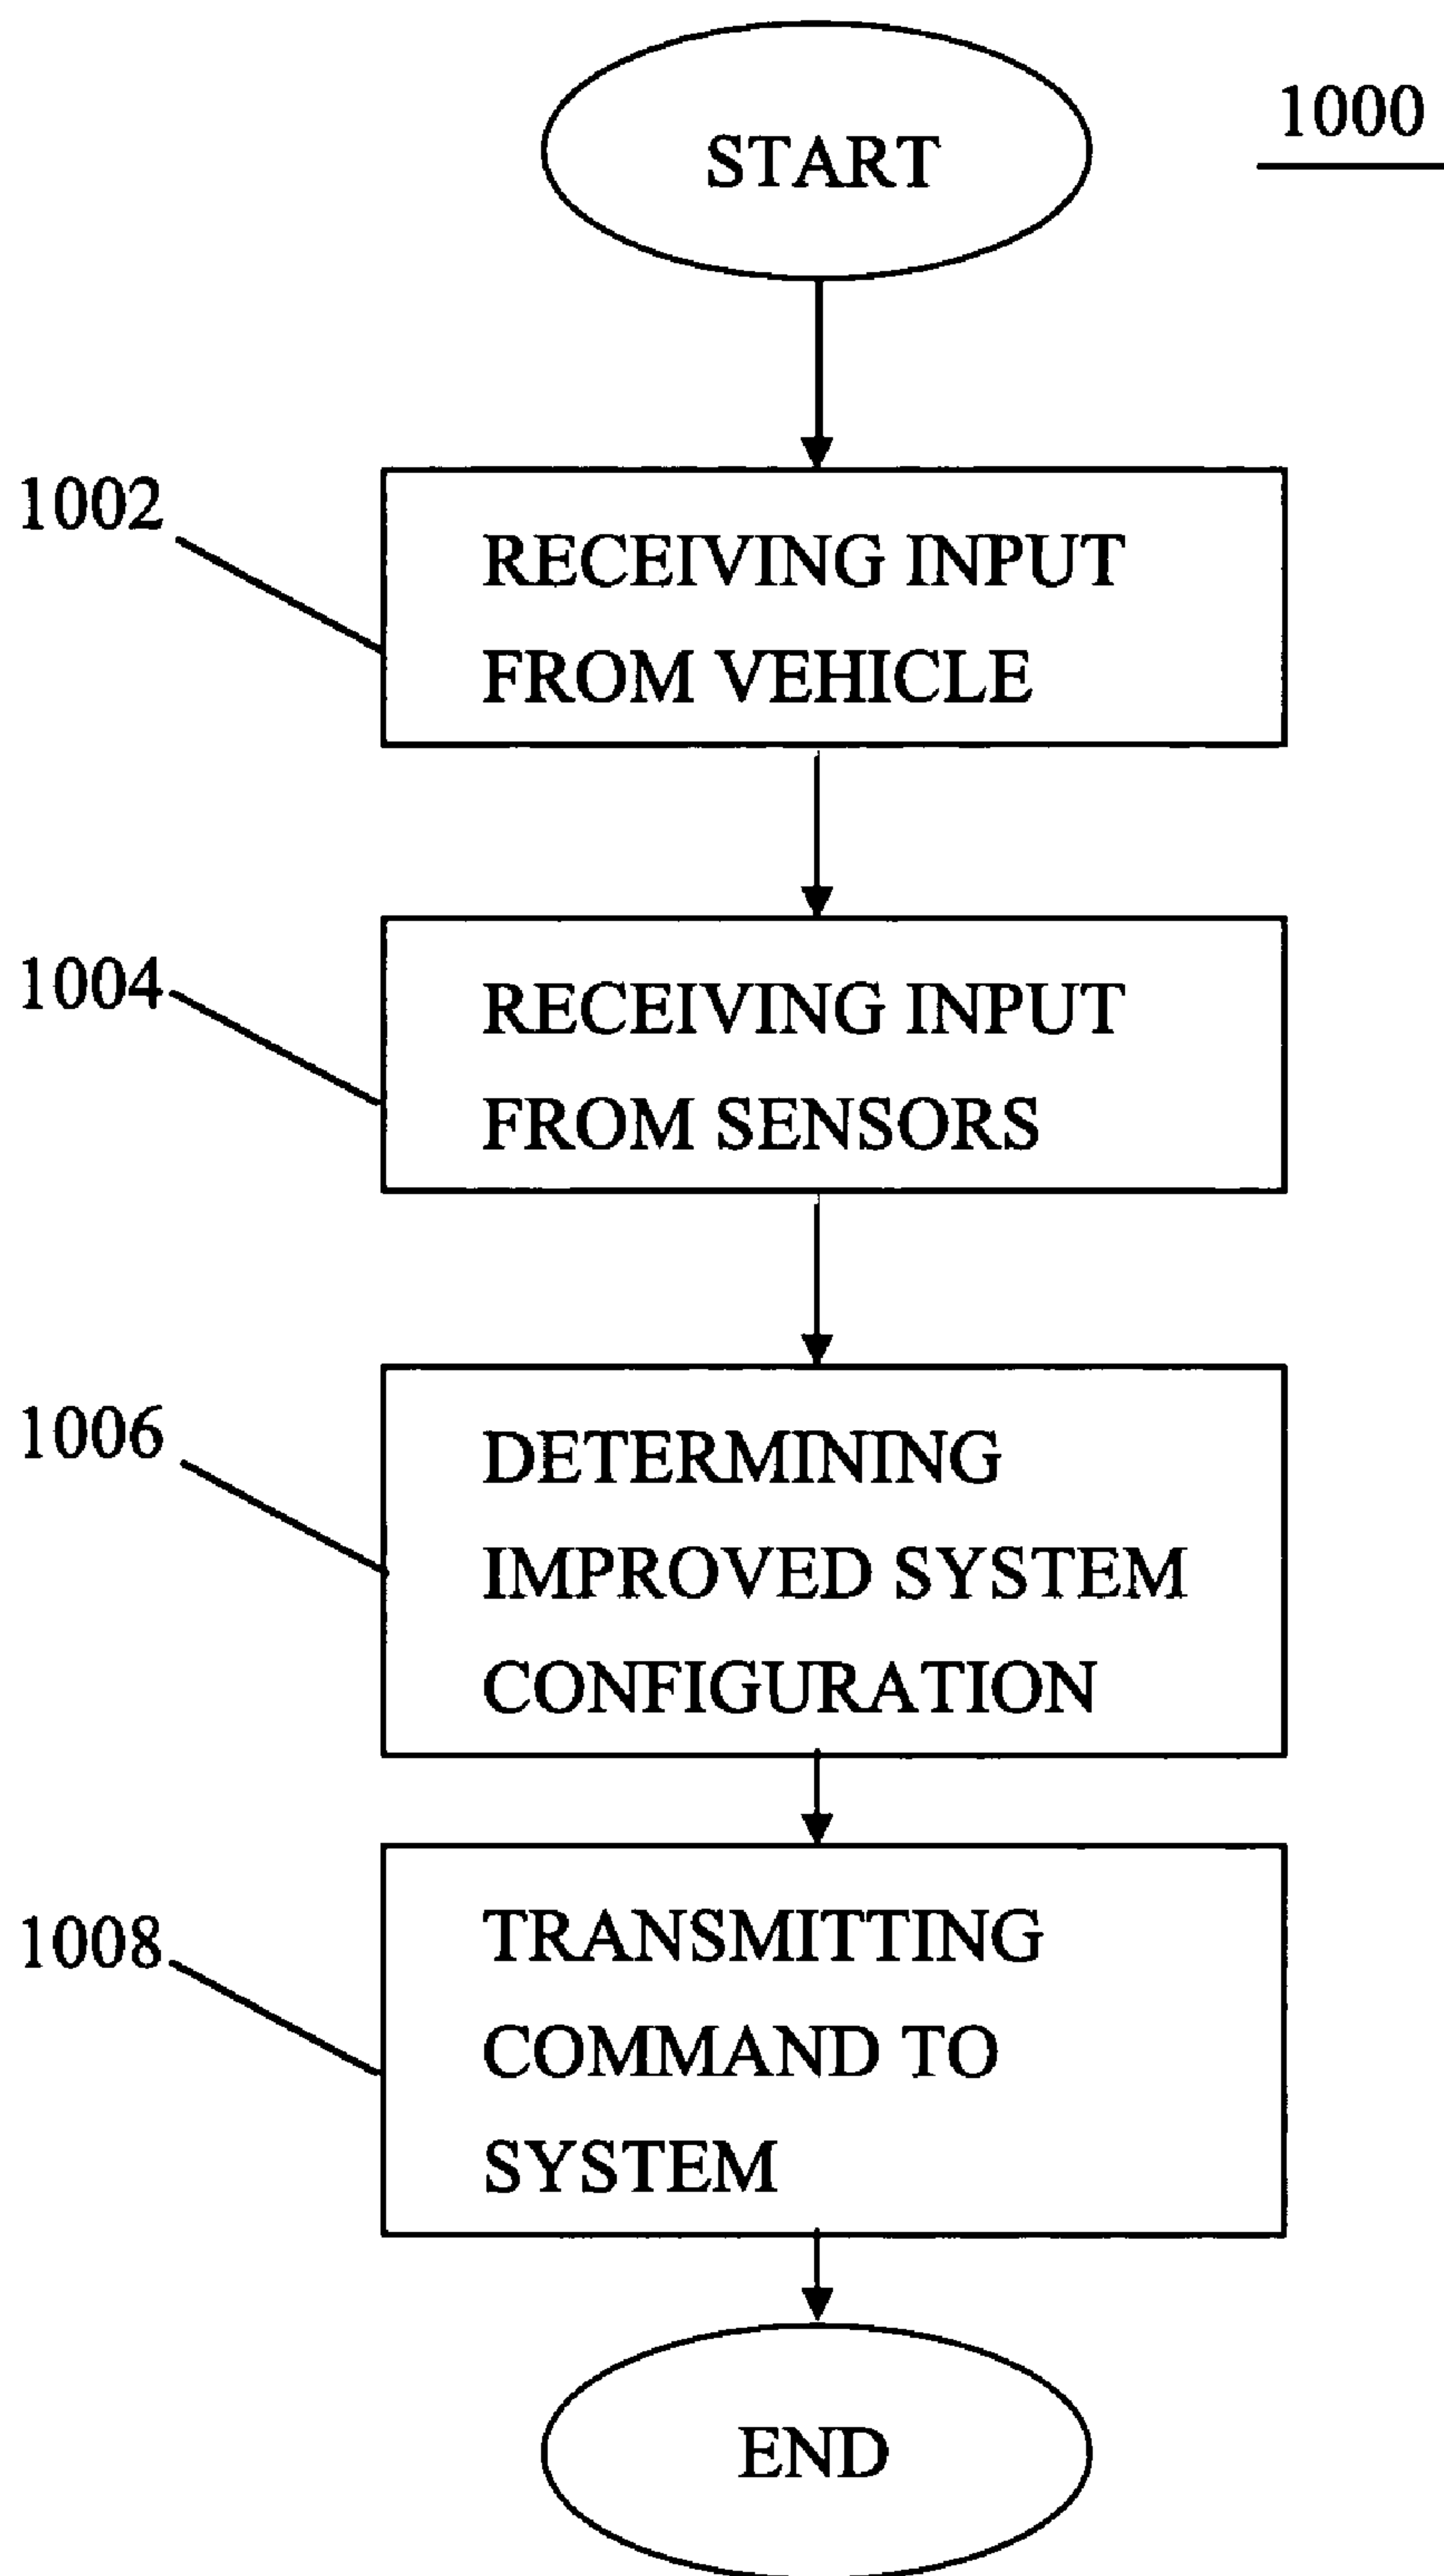 START
1000
1002
RECEIVING INPUT
FROM VEHICLE
1004
RECEIVING INPUT
FROM SENSORS
1006
DETERMINING
IMPROVED SYSTEM
CONFIGURATION
1008
TRANSMITTING
COMMAND TO
SYSTEM
END